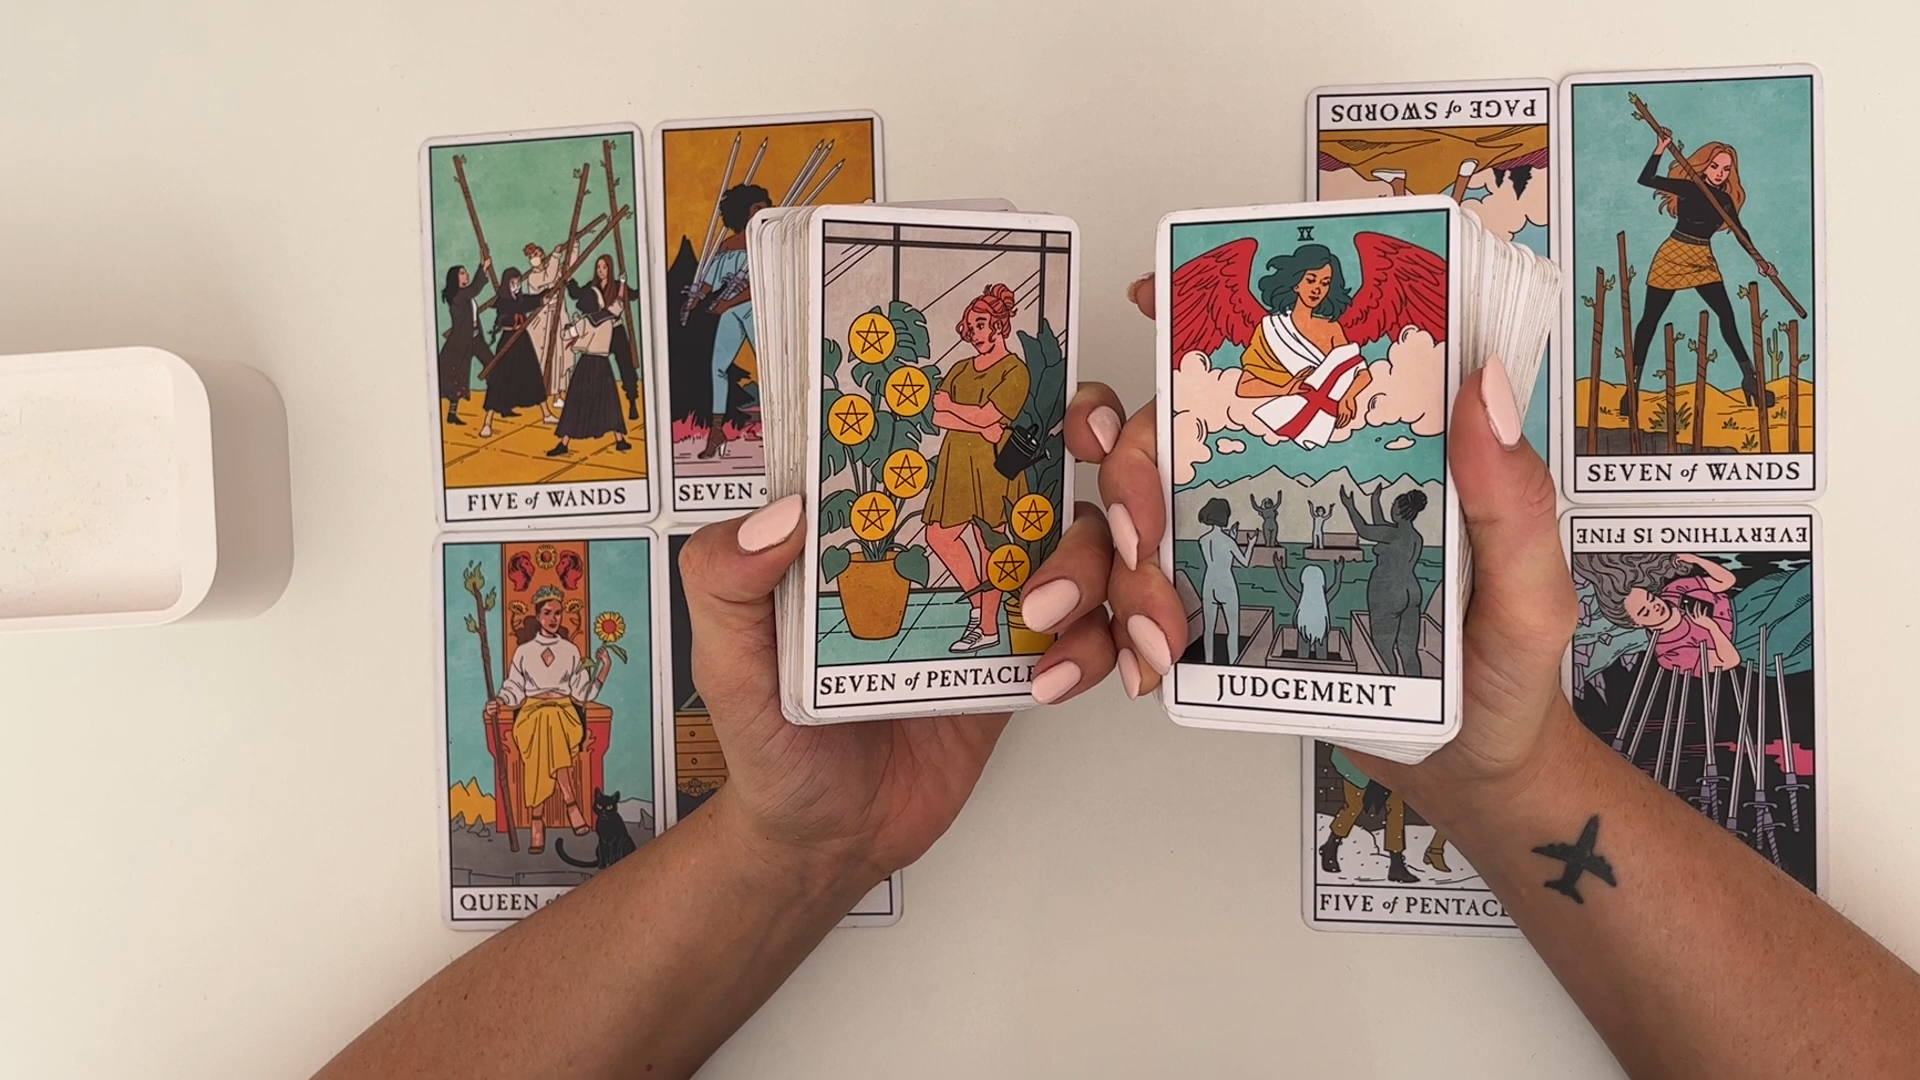 FIVE of WANDS
SEVEN
QUEEN
SEVEN of PENTACLE
XX
JUDGEMENT
PAGE of SWORDS
SEVEN of WANDS
EVERYTHING IS FINE
FIVE of PENTACL